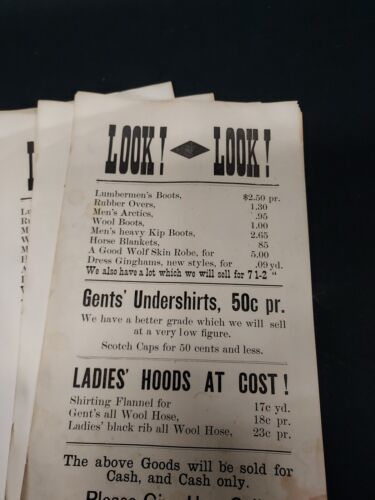 LOOK! LOOK!
Lumbermen's Boots, $2.50 pr.
Rubber Overs, 1.30
Men's Arctics, .95
Wool Boots, 1.00
Men's heavy Kip Boots, 2.65
Horse Blankets, 85
A Good Wolf Skin Robe, for 5.00
Dress Ginghams, new styles, for .09 yd.
We also have a lot which we will sell for 7 1-2 "
Gents' Undershirts, 50c pr.
We have a better grade which we will sell
at a very low figure.
Scotch Caps for 50 cents and less.
LADIES' HOODS AT COST!
Shirting Flannel for 17c yd.
Gent's all Wool Hose, 18c pr.
Ladies' black rib all Wool Hose, 23c pr.
The above Goods will be sold for
Cash, and Cash only.
Please Give Us